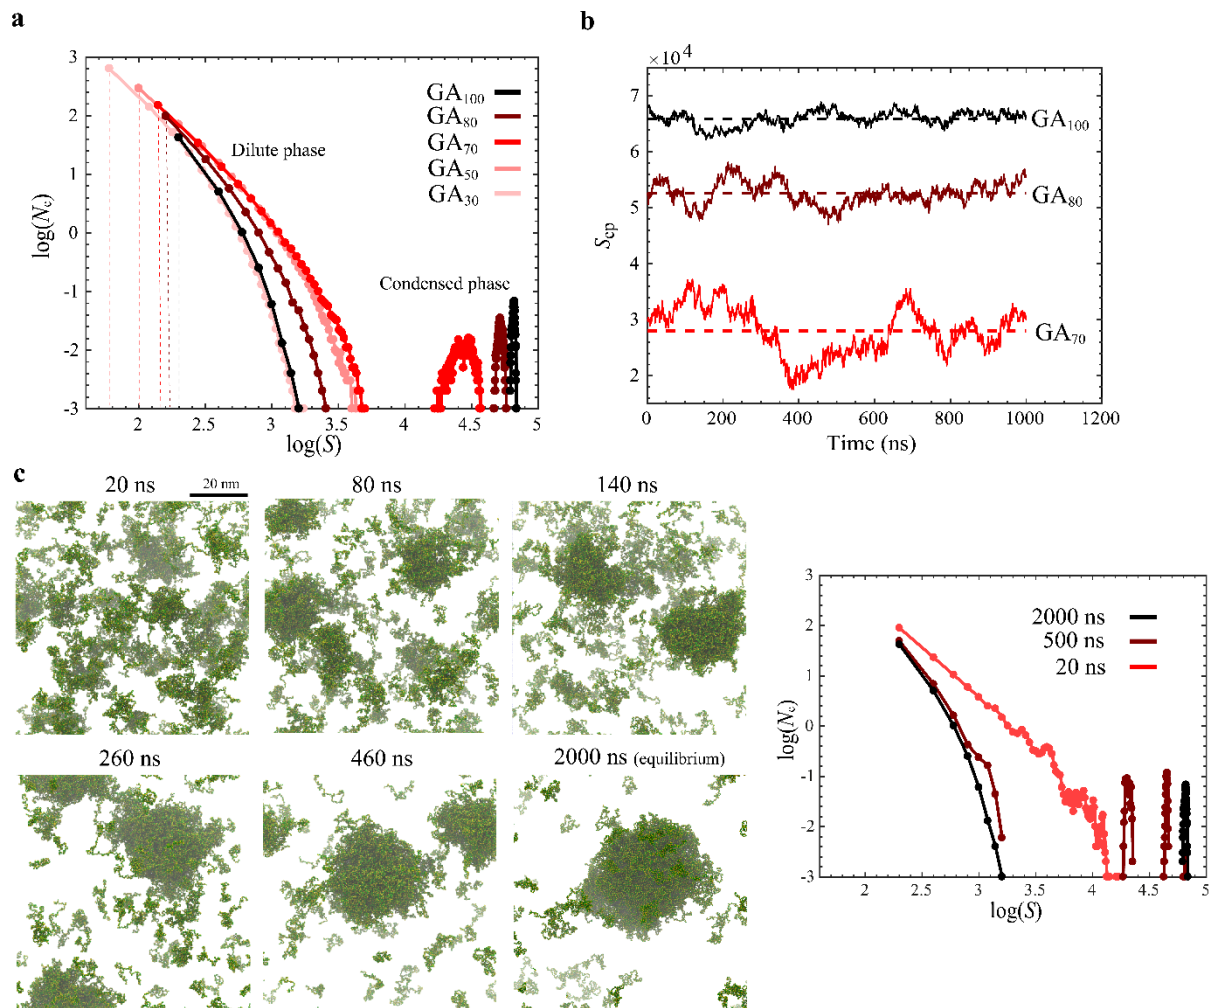 a
b
3
2
1
0
-1
-2
-3
log(Nc)
1.5
2
2.5
3
3.5
4
4.5
5
log(S)
GA100
GA80
GA70
GA50
GA30
Dilute phase
Condensed phase
×10^4
7
6
5
4
3
2
Scp
0
200
400
600
800
1000
1200
Time (ns)
GA100
GA80
GA70
c
20 ns
20 nm
80 ns
140 ns
260 ns
460 ns
2000 ns (equilibrium)
3
2
1
0
-1
-2
-3
log(Nc)
2
2.5
3
3.5
4
4.5
5
log(S)
2000 ns
500 ns
20 ns